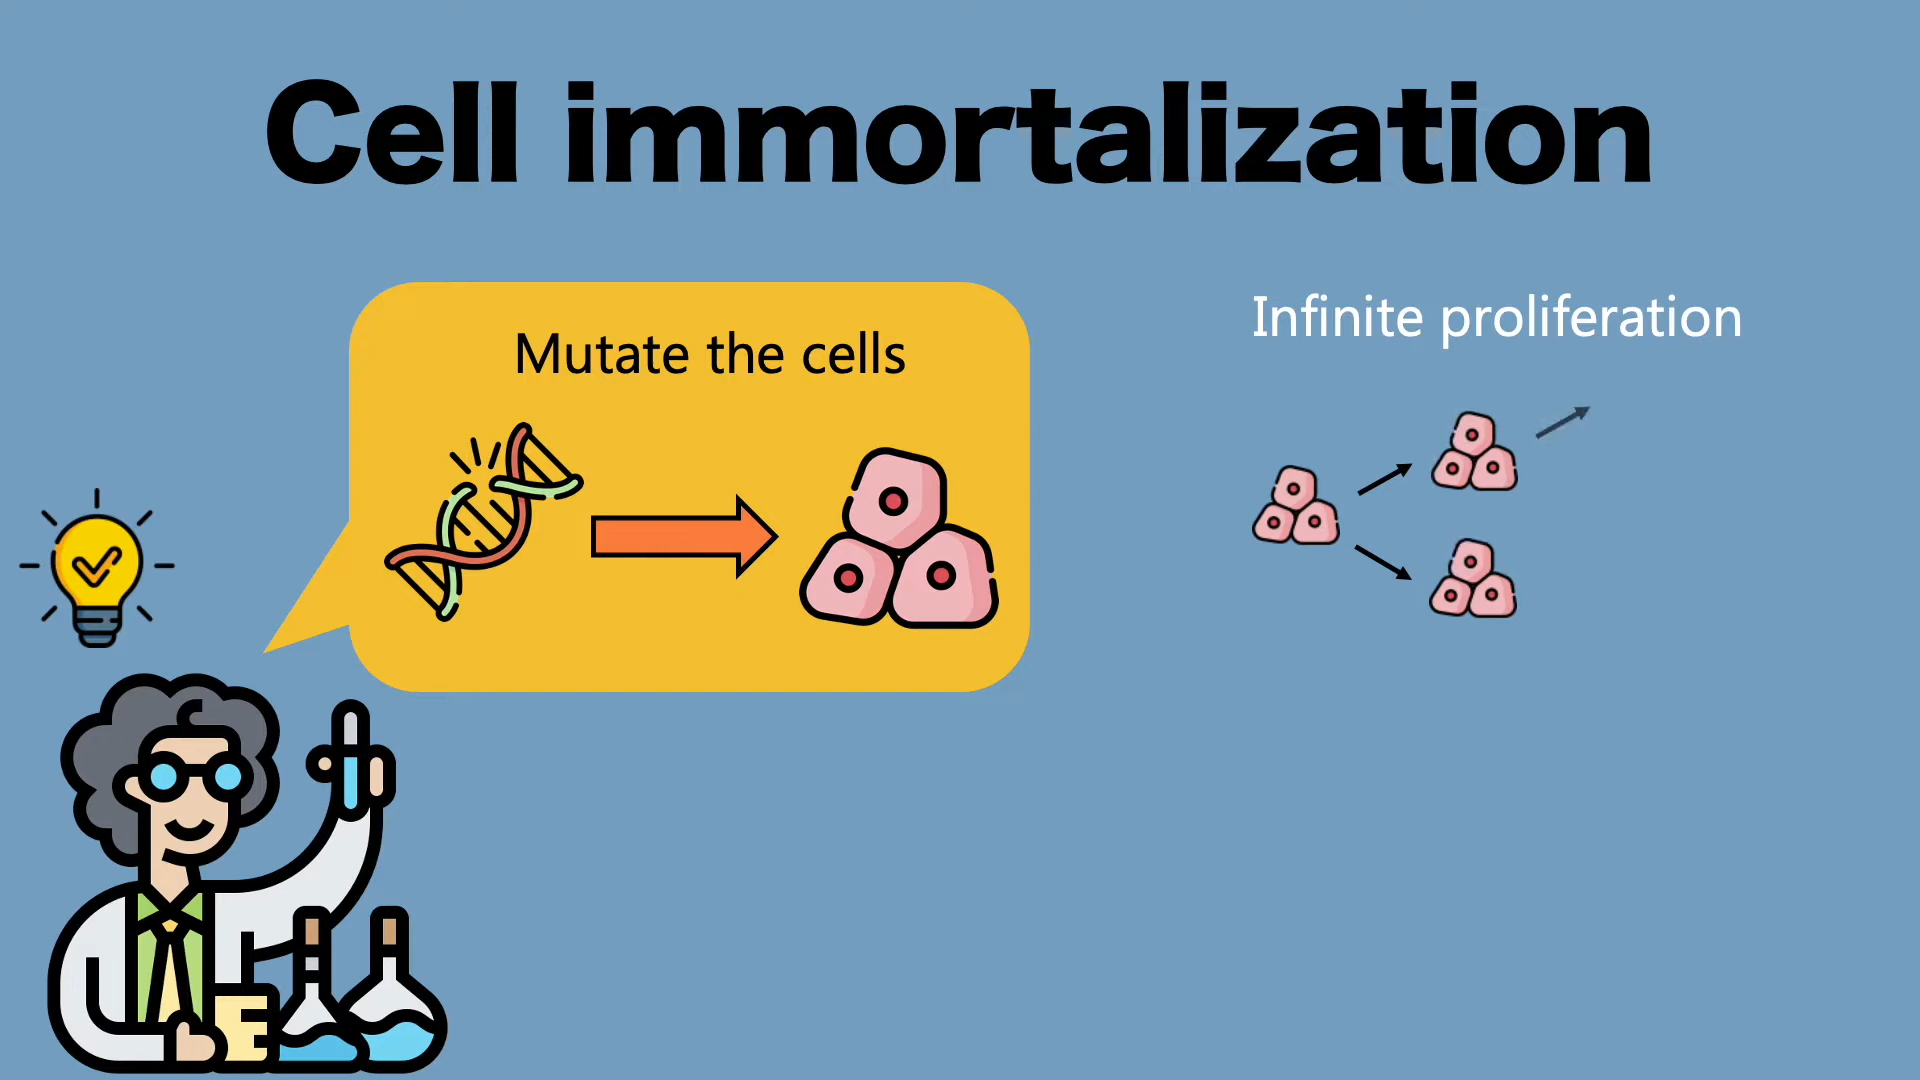 Cell immortalization
Mutate the cells
Infinite proliferation